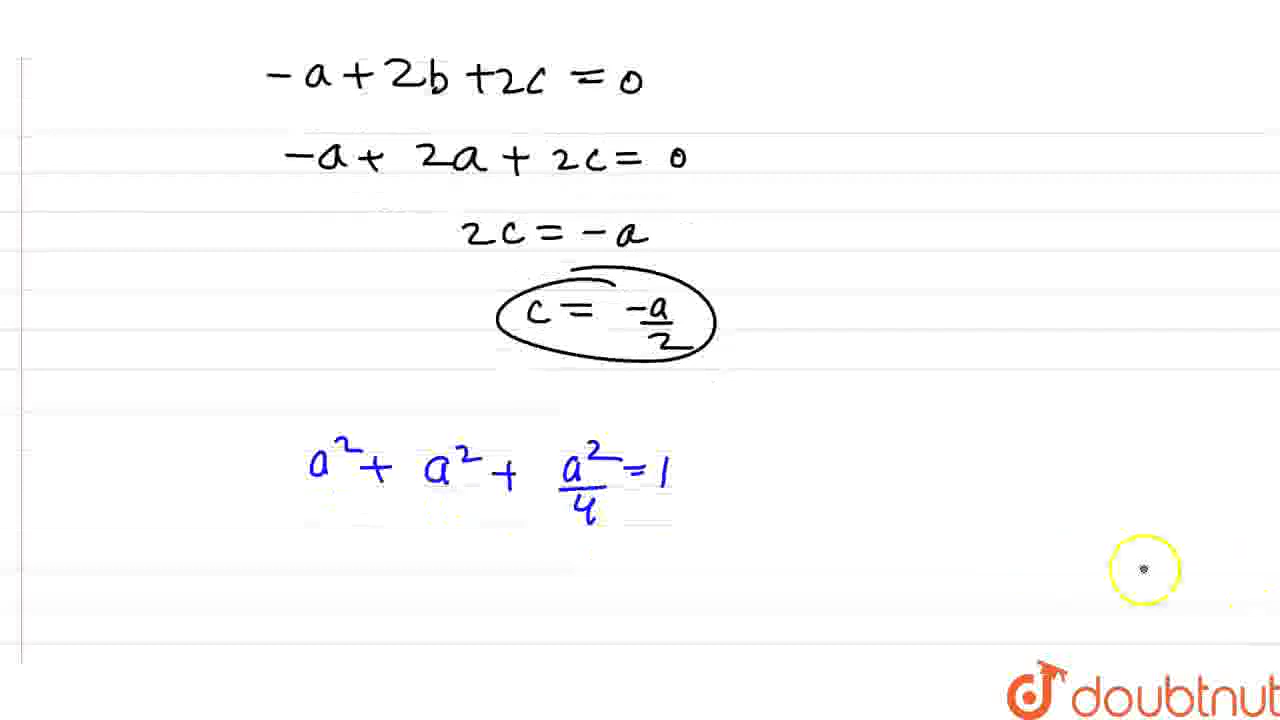 -a + 2b + 2c = 0
-a + 2a + 2c = 0
2c = -a
c = -a/2
a² + a² + a²/4 = 1
doubtnut